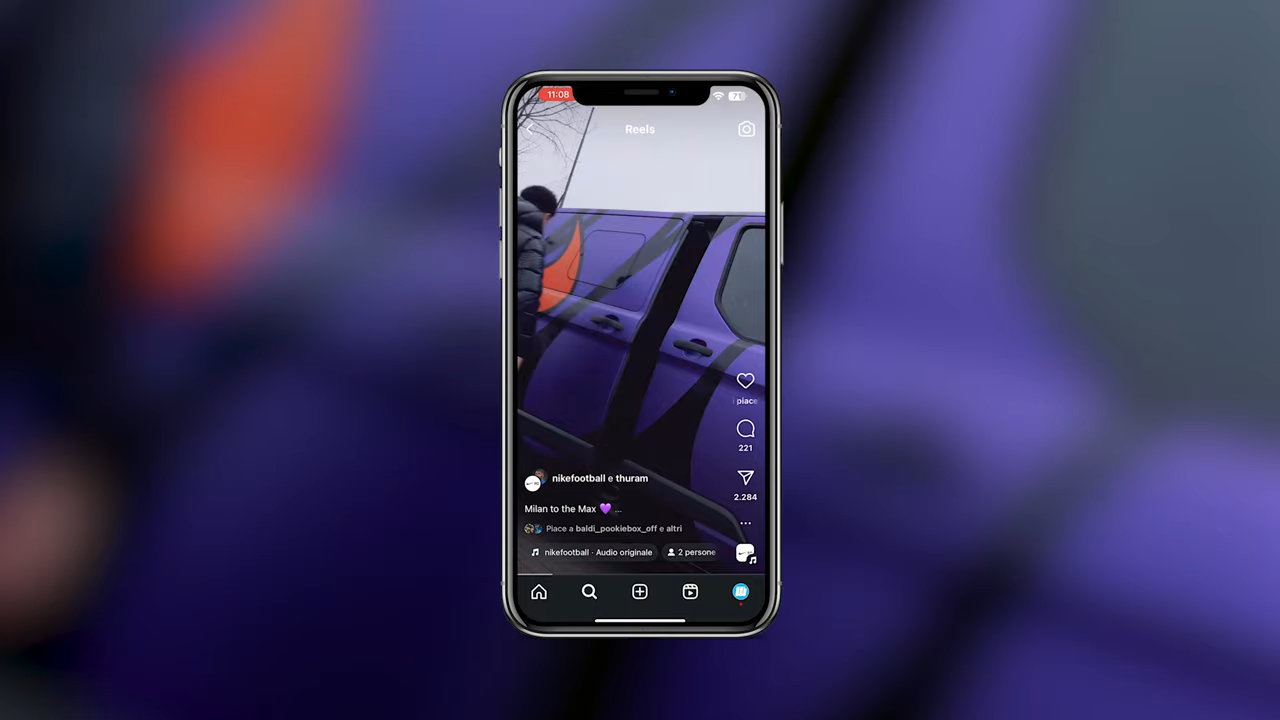 11:08
71
Reels
piace
221
2.284
nikefootball e thuram
Milan to the Max 💜 ...
Piace a baldi_pookiebox_off e altri
nikefootball · Audio originale
2 persone